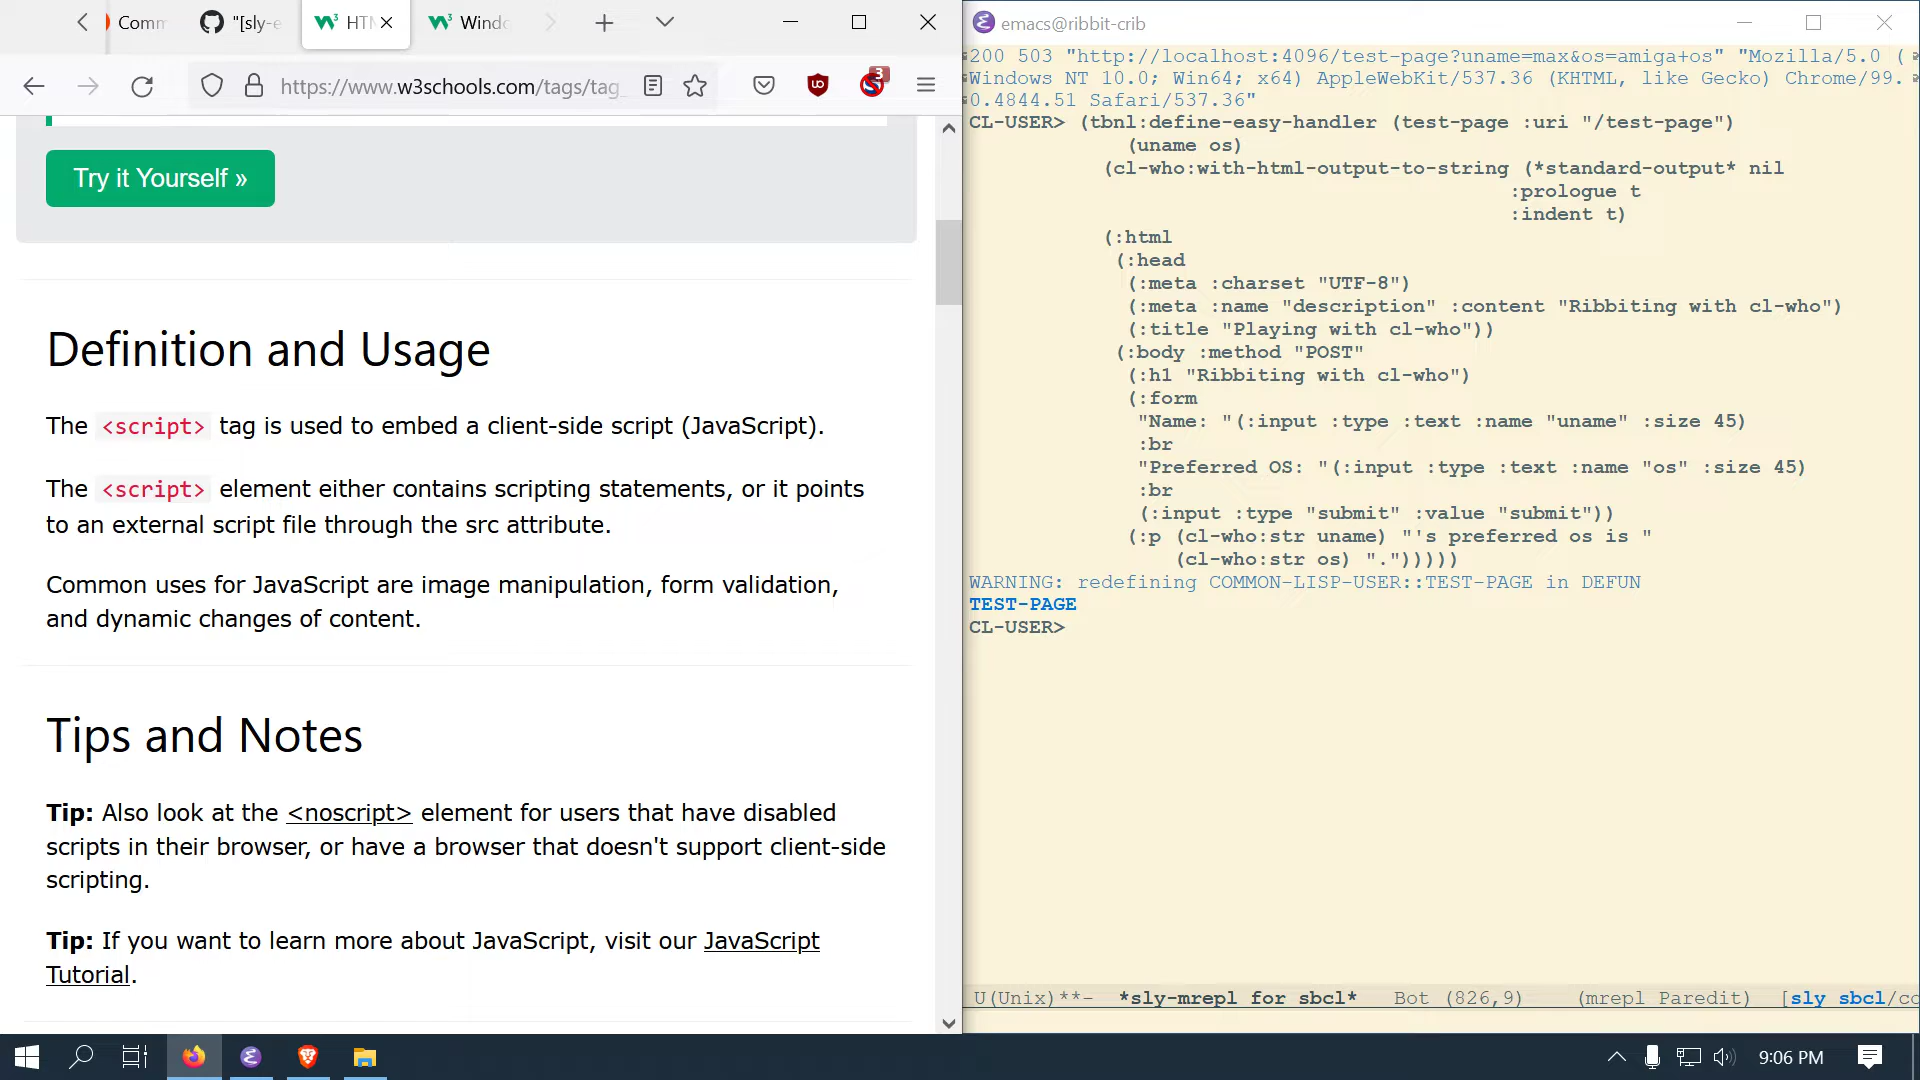 Comm
"[sly-e
HTM
Windo
https://www.w3schools.com/tags/tag_
3
Try it Yourself »
Definition and Usage
The <script> tag is used to embed a client-side script (JavaScript).
The <script> element either contains scripting statements, or it points
to an external script file through the src attribute.
Common uses for JavaScript are image manipulation, form validation,
and dynamic changes of content.
Tips and Notes
Tip: Also look at the <noscript> element for users that have disabled
scripts in their browser, or have a browser that doesn't support client-side
scripting.
Tip: If you want to learn more about JavaScript, visit our JavaScript
Tutorial.
emacs@ribbit-crib
200 503 "http://localhost:4096/test-page?uname=max&os=amiga+os" "Mozilla/5.0 (
Windows NT 10.0; Win64; x64) AppleWebKit/537.36 (KHTML, like Gecko) Chrome/99.
0.4844.51 Safari/537.36"
CL-USER> (tbnl:define-easy-handler (test-page :uri "/test-page")
(uname os)
(cl-who:with-html-output-to-string (*standard-output* nil
:prologue t
:indent t)
(:html
(:head
(:meta :charset "UTF-8")
(:meta :name "description" :content "Ribbiting with cl-who")
(:title "Playing with cl-who"))
(:body :method "POST"
(:h1 "Ribbiting with cl-who")
(:form
"Name: "(:input :type :text :name "uname" :size 45)
:br
"Preferred OS: "(:input :type :text :name "os" :size 45)
:br
(:input :type "submit" :value "submit"))
(:p (cl-who:str uname) "'s preferred os is "
(cl-who:str os) ".")))))
WARNING: redefining COMMON-LISP-USER::TEST-PAGE in DEFUN
TEST-PAGE
CL-USER>
U(Unix)**- *sly-mrepl for sbcl* Bot (826,9) (mrepl Paredit) [sly sbcl/co
9:06 PM